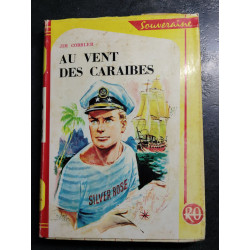 Souveraine
AU VENT
DES CARAIBES
SILVER ROSE